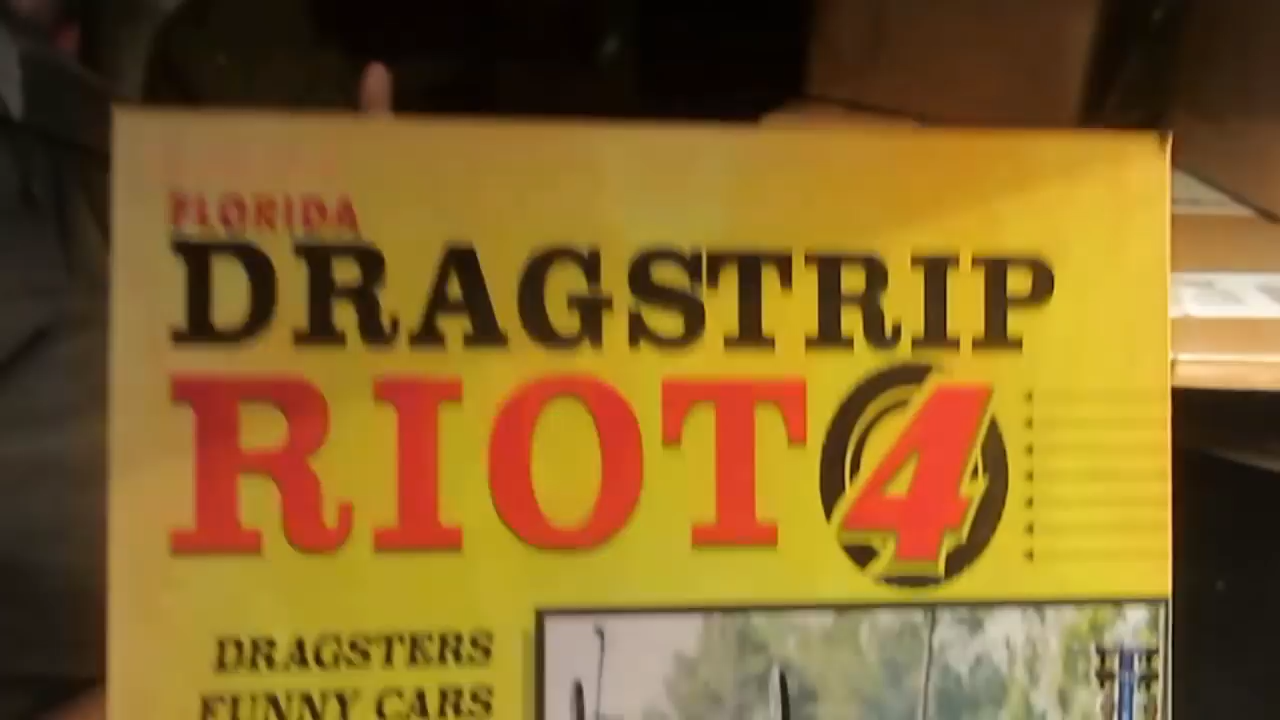 FLORIDA
DRAGSTRIP
RIOT 4
DRAGSTERS
FUNNY CARS